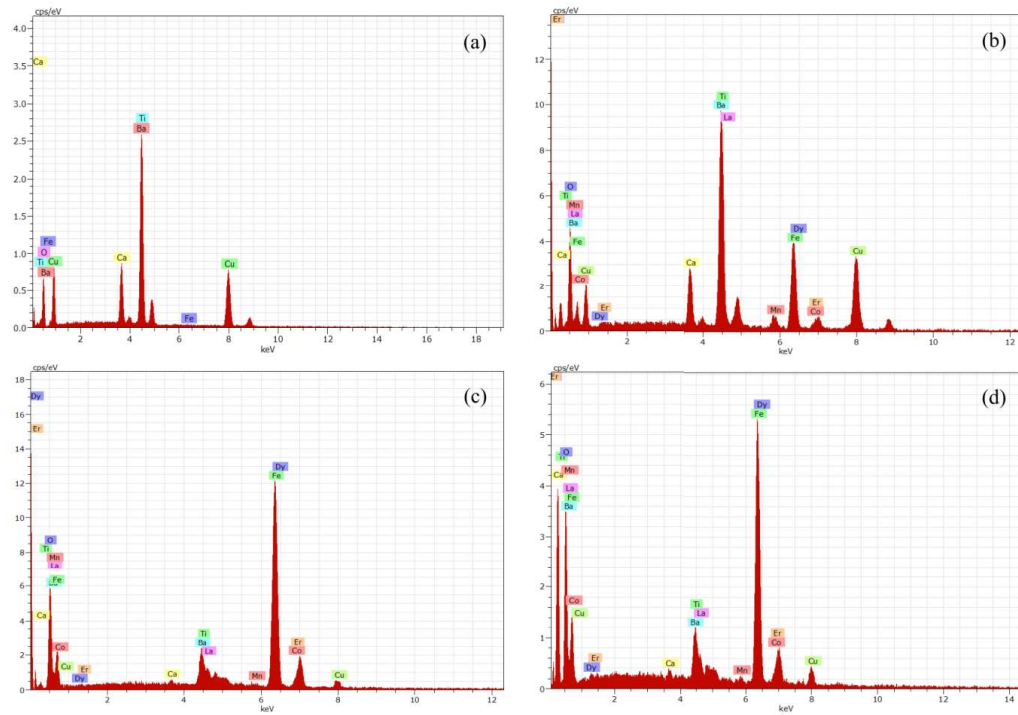 cps/eV
(a)
4.0
Ca
3.5
3.0
Ti
Ba
2.5
2.0
1.5
Fe
O
1.0
Ti Cu
Ba
Ca
Cu
0.5
Fe
0.0
2 4 6 8 10 12 14 16 18
keV
cps/eV
Er
(b)
12
Ti
Ba
La
10
8
O
Ti
6
Mn
La
Ba
Dy
Fe
4
Fe
Ca
Ca
Co Cu
Cu
2
Er
Dy
Mn
Er
Co
0
2 4 6 8 10 12
keV
cps/eV
18
(c)
Dy
16
Er
14
Dy
Fe
12
10
O
Ti
8
Mn
La
Fe
6
Ca
4
Ti
Ba
La
Co
Er
Co
2
Cu Er
Dy
Ca
Mn
Cu
0
2 4 6 8 10 12
keV
cps/eV
Er
6
(d)
Dy
Fe
5
O
Ti
Mn
Ca
4
La
Fe
Ba
3
2
Co
Cu
Ti
La
Ba
1
Er
Co
Er
Dy
Ca
Mn
Cu
0
2 4 6 8 10 12 14
keV